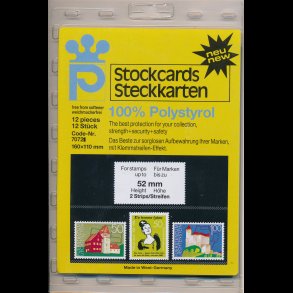 neu
new
Stockcards
Steckkarten
free from softener
weichmacherfrei
12 pieces
12 Stück
Code-Nr.
160×110 mm
100% Polystyrol
The best protection for your collection,
strength+security+safety
Das Beste zur sorglosen Aufbewahrung Ihrer Marken,
mit Klemmstreifen-Effekt.
For stamps Für Marken
up to bis zu
52 mm
Height Höhe
2 Strips/Streifen
50
100
Made in West-Germany